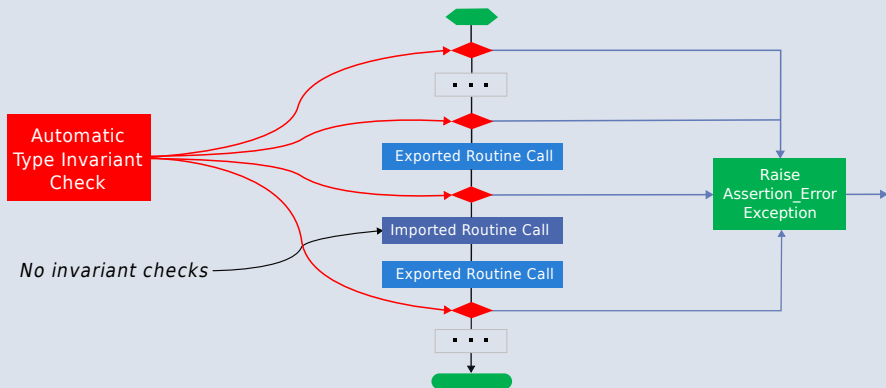 Automatic
Type Invariant
Check
No invariant checks
. . .
Exported Routine Call
Imported Routine Call
Exported Routine Call
. . .
Raise
Assertion_Error
Exception